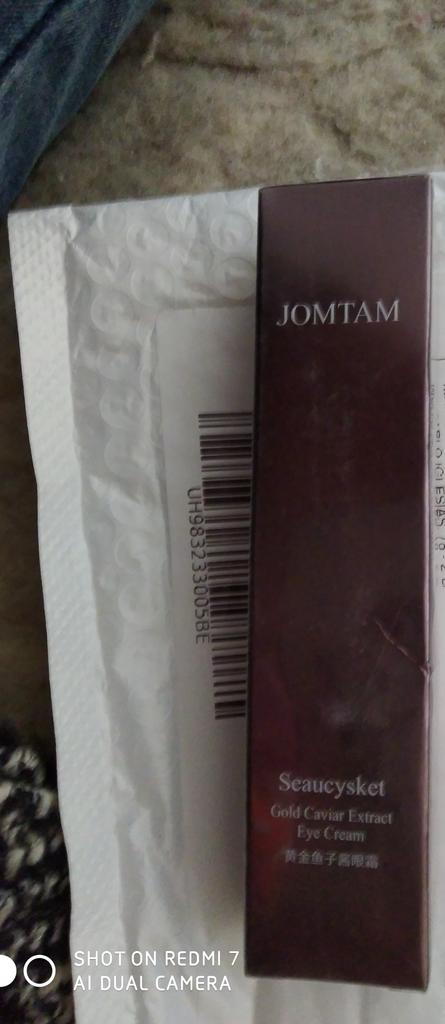 JOMTAM
UH983233005BE
Seaucysket
Gold Caviar Extract
Eye Cream
黄金鱼子酱眼霜
SHOT ON REDMI 7
AI DUAL CAMERA